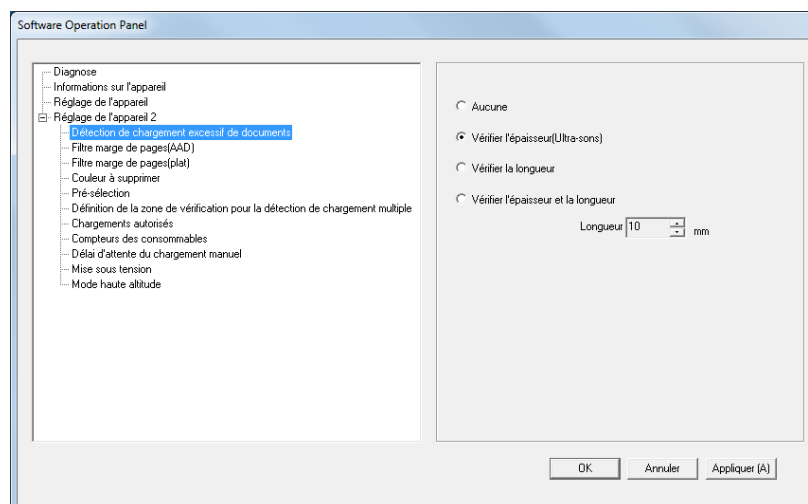 Software Operation Panel
Diagnose
Informations sur l'appareil
Réglage de l'appareil
Réglage de l'appareil 2
Détection de chargement excessif de documents
Filtre marge de pages(AAD)
Filtre marge de pages(plat)
Couleur à supprimer
Pré-sélection
Définition de la zone de vérification pour la détection de chargement multiple
Chargements autorisés
Compteurs des consommables
Délai d'attente du chargement manuel
Mise sous tension
Mode haute altitude
Aucune
Vérifier l'épaisseur(Ultra-sons)
Vérifier la longueur
Vérifier l'épaisseur et la longueur
Longueur 10 mm
OK Annuler Appliquer (A)